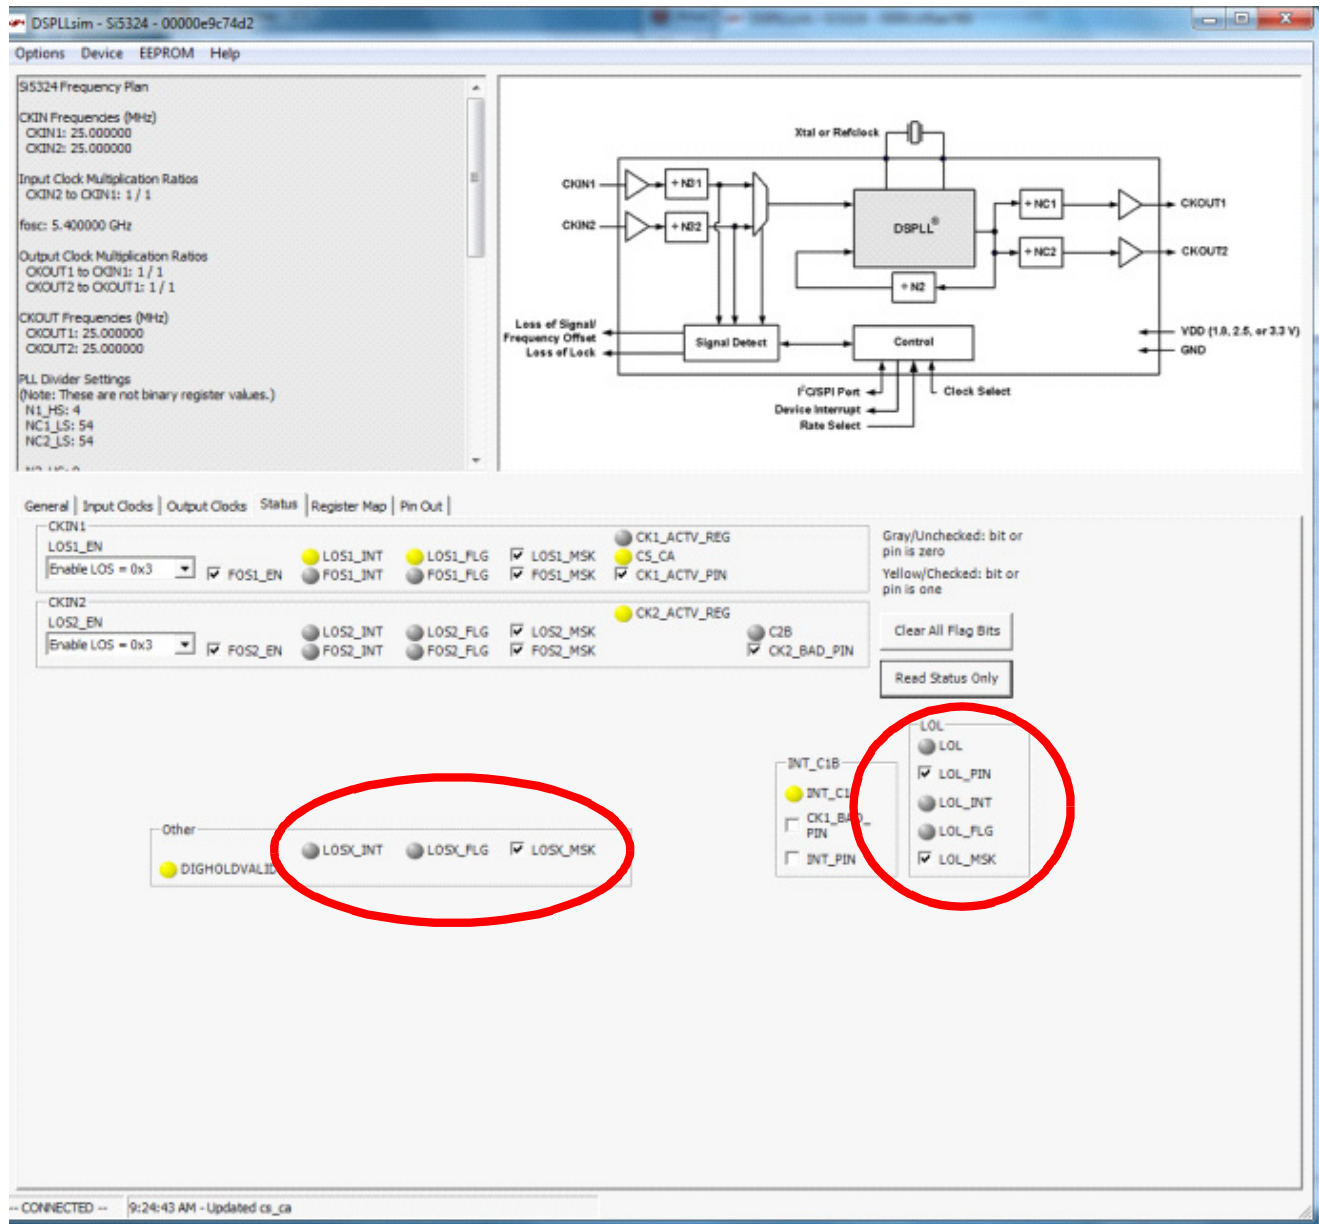 DSPLLsim - Si5324 - 00000e9c74d2
Options Device EEPROM Help
Si5324 Frequency Plan
CKIN Frequencies (MHz)
CKIN1: 25.000000
CKIN2: 25.000000
Input Clock Multiplication Ratios
CKIN2 to CKIN1: 1 / 1
fosc: 5.400000 GHz
Output Clock Multiplication Ratios
CKOUT1 to CKIN1: 1 / 1
CKOUT2 to CKOUT1: 1 / 1
CKOUT Frequencies (MHz)
CKOUT1: 25.000000
CKOUT2: 25.000000
PLL Divider Settings
(Note: These are not binary register values.)
N1_HS: 4
NC1_LS: 54
NC2_LS: 54
Xtal or Refclock
CKIN1
÷ N31
CKIN2
÷ N32
DSPLL®
÷ NC1
CKOUT1
÷ NC2
CKOUT2
÷ N2
Loss of Signal/
Frequency Offset
Loss of Lock
Signal Detect
Control
VDD (1.8, 2.5, or 3.3 V)
GND
I²C/SPI Port
Clock Select
Device Interrupt
Rate Select
General Input Clocks Output Clocks Status Register Map Pin Out
CKIN1
LOS1_EN
Enable LOS = 0x3
FOS1_EN
LOS1_INT LOS1_FLG LOS1_MSK
FOS1_INT FOS1_FLG FOS1_MSK
CK1_ACTV_REG
CS_CA
CK1_ACTV_PIN
Gray/Unchecked: bit or
pin is zero
Yellow/Checked: bit or
pin is one
CKIN2
LOS2_EN
Enable LOS = 0x3
FOS2_EN
LOS2_INT LOS2_FLG LOS2_MSK
FOS2_INT FOS2_FLG FOS2_MSK
CK2_ACTV_REG
C2B
CK2_BAD_PIN
Clear All Flag Bits
Read Status Only
Other
DIGHOLDVALID
LOSX_INT LOSX_FLG LOSX_MSK
INT_C1B
INT_C1
CK1_BAD_
PIN
INT_PIN
LOL
LOL
LOL_PIN
LOL_INT
LOL_FLG
LOL_MSK
-- CONNECTED -- 9:24:43 AM - Updated cs_ca